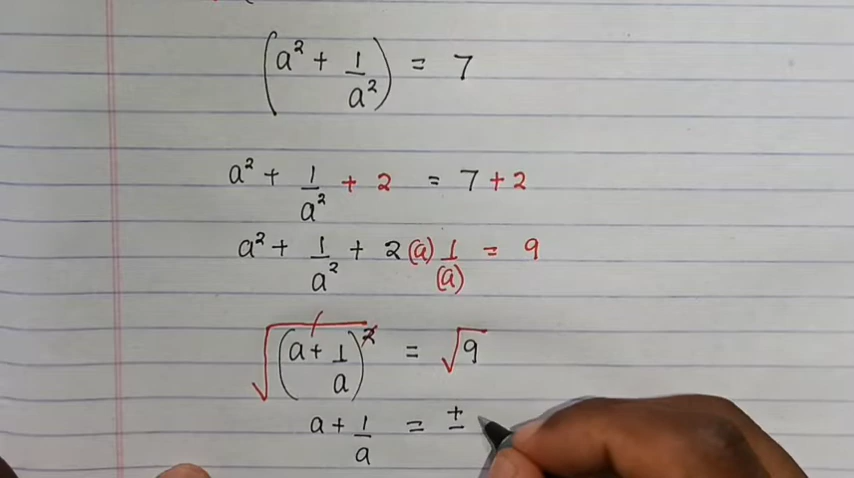 (a² + 1/a²) = 7
a² + 1/a² + 2 = 7 + 2
a² + 1/a² + 2 (a) 1/(a) = 9
√(a + 1/a)² = √9
a + 1/a = ±